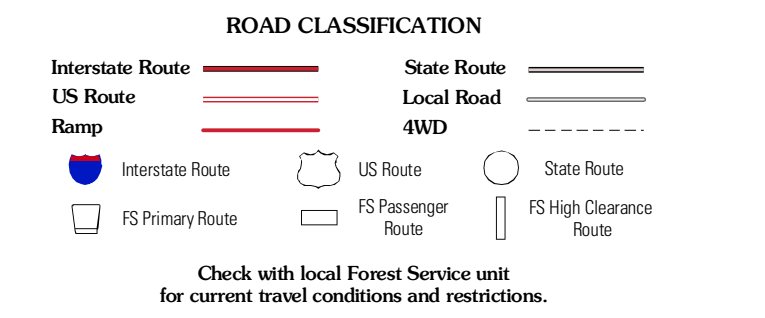 ROAD CLASSIFICATION
Interstate Route
State Route
US Route
Local Road
Ramp
4WD
Interstate Route
US Route
State Route
FS Primary Route
FS Passenger
Route
FS High Clearance
Route
Check with local Forest Service unit
for current travel conditions and restrictions.